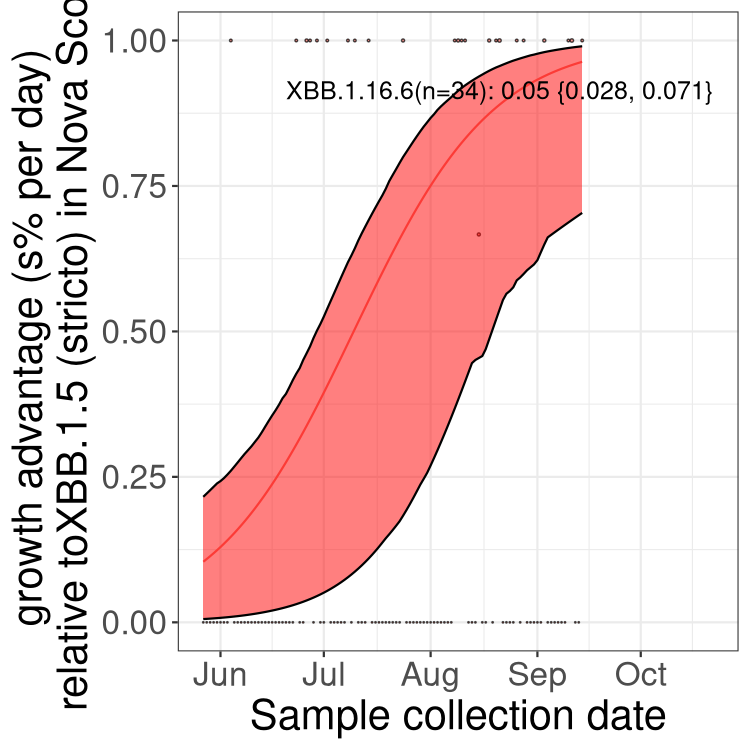 growth advantage (s% per day)
relative toXBB.1.5 (stricto) in Nova Sco
1.00
0.75
0.50
0.25
0.00
XBB.1.16.6(n=34): 0.05 {0.028, 0.071}
Jun Jul Aug Sep Oct
Sample collection date